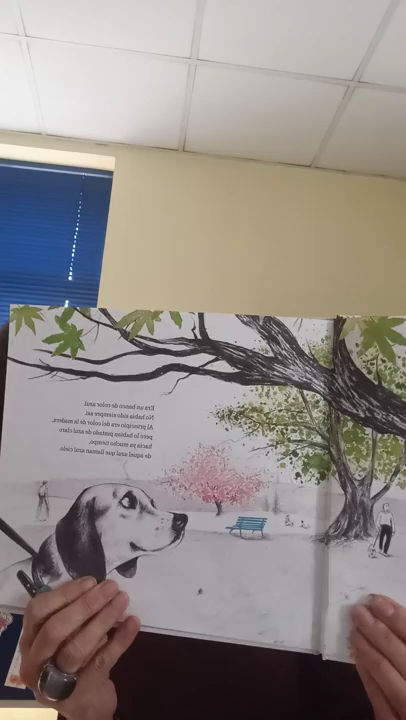 Era un banco de color azul.
No había sido siempre así.
Al principio era del color de la madera,
pero lo habían pintado de azul claro
hacía ya mucho tiempo,
de aquel azul que llaman azul cielo.